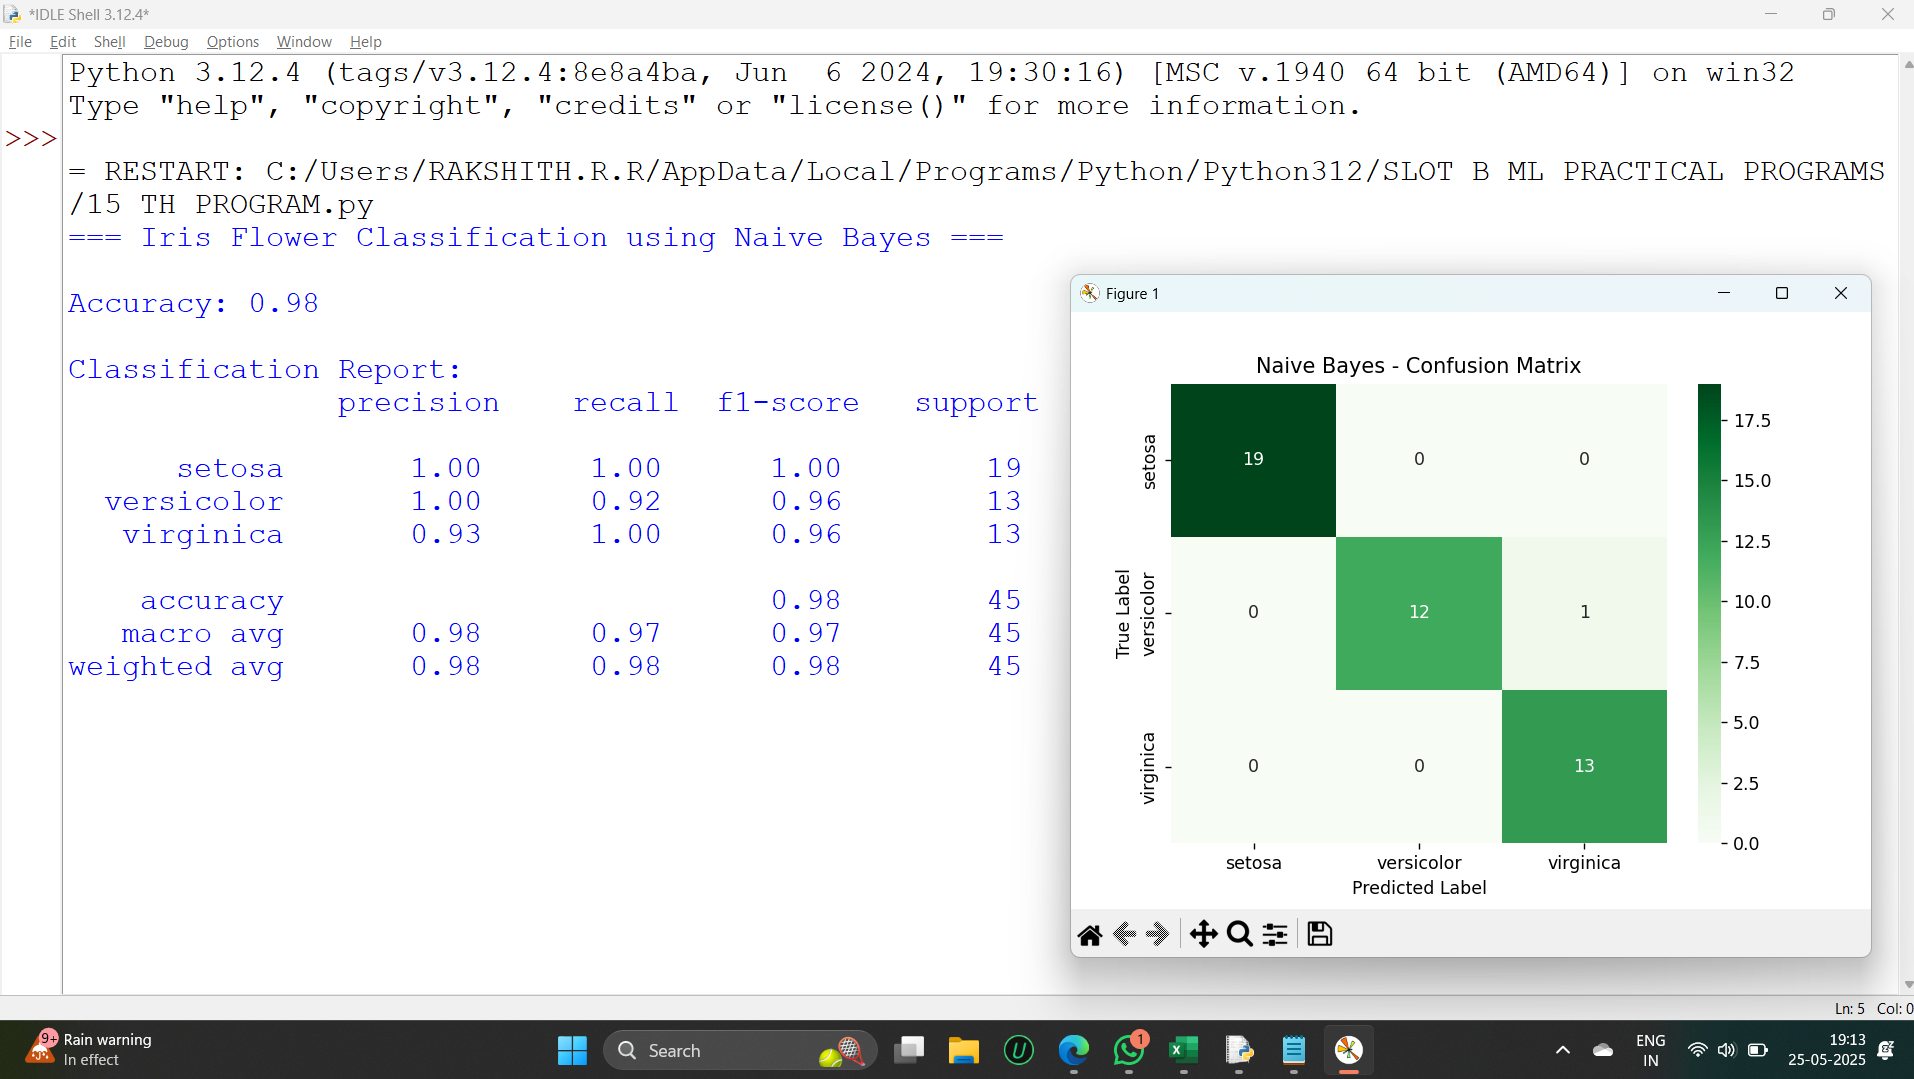 *IDLE Shell 3.12.4*
File Edit Shell Debug Options Window Help
Python 3.12.4 (tags/v3.12.4:8e8a4ba, Jun  6 2024, 19:30:16) [MSC v.1940 64 bit (AMD64)] on win32
Type "help", "copyright", "credits" or "license()" for more information.
>>>
= RESTART: C:/Users/RAKSHITH.R.R/AppData/Local/Programs/Python/Python312/SLOT B ML PRACTICAL PROGRAMS
/15 TH PROGRAM.py
=== Iris Flower Classification using Naive Bayes ===
Accuracy: 0.98
Classification Report:
precision recall f1-score support
setosa 1.00 1.00 1.00 19
versicolor 1.00 0.92 0.96 13
virginica 0.93 1.00 0.96 13
accuracy 0.98 45
macro avg 0.98 0.97 0.97 45
weighted avg 0.98 0.98 0.98 45
Figure 1
Naive Bayes - Confusion Matrix
setosa 19 0 0
True Label
versicolor 0 12 1
virginica 0 0 13
setosa versicolor virginica
Predicted Label
17.5
15.0
12.5
10.0
7.5
5.0
2.5
0.0
Ln: 5 Col: 0
9+
Rain warning
In effect
Search
U
1
X
ENG
IN
19:13
25-05-2025